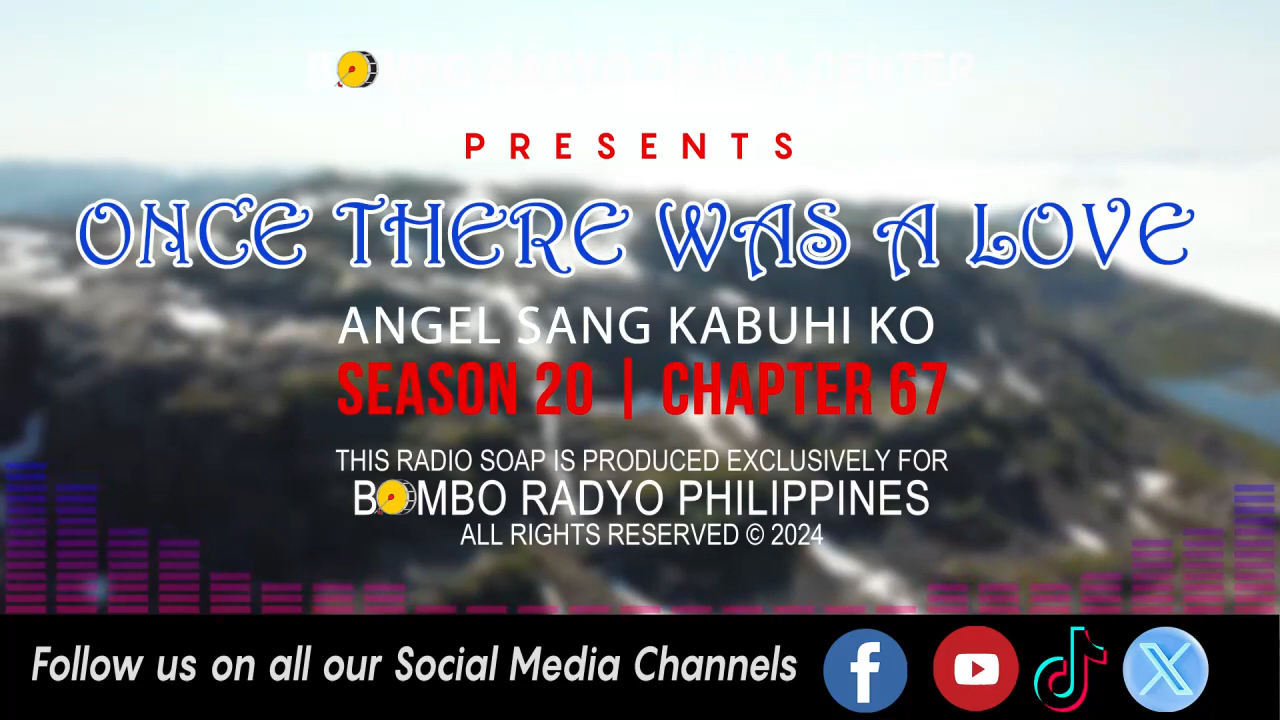 PRESENTS
ONCE THERE WAS A LOVE
ANGEL SANG KABUHI KO
SEASON 20 | CHAPTER 67
THIS RADIO SOAP IS PRODUCED EXCLUSIVELY FOR
BOMBO RADYO PHILIPPINES
ALL RIGHTS RESERVED © 2024
Follow us on all our Social Media Channels